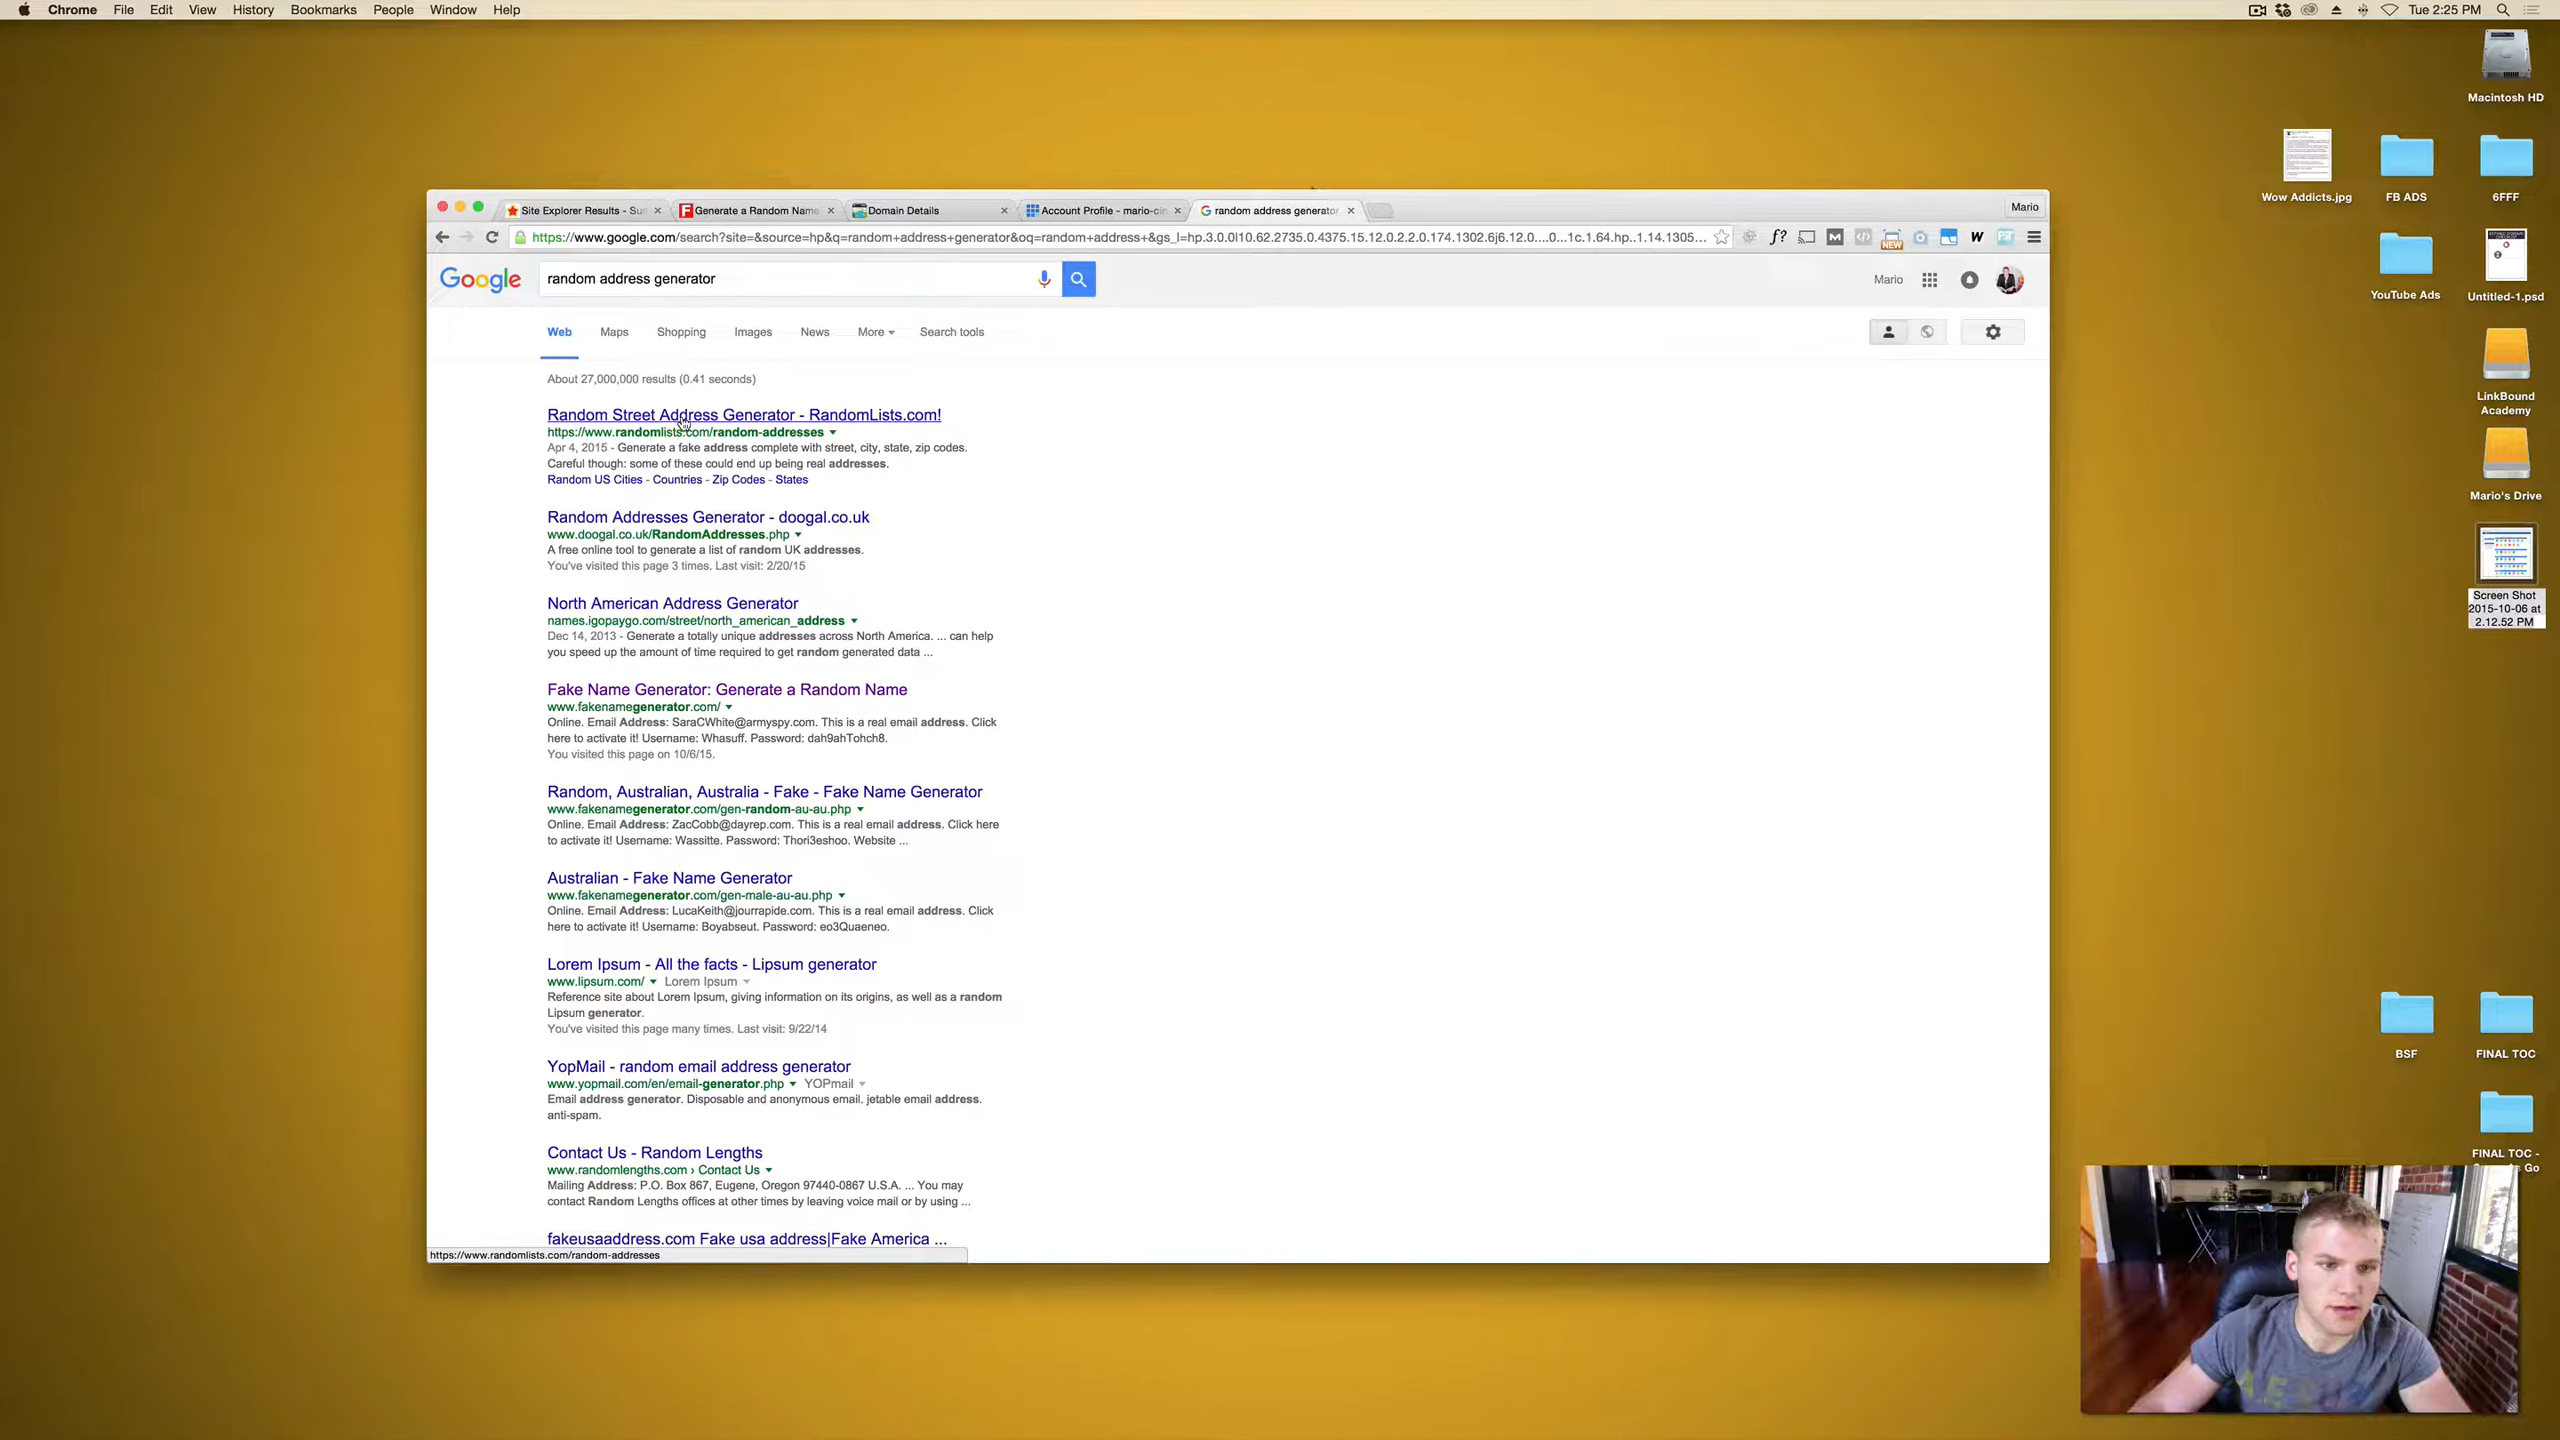 Chrome File Edit View History Bookmarks People Window Help
Tue 2:25 PM
Macintosh HD
Wow Addicts.jpg
FB ADS
6FFF
YouTube Ads
Untitled-1.psd
LinkBound
Academy
Mario's Drive
Screen Shot
2015-10-06 at
2.12.52 PM
BSF
FINAL TOC
FINAL TOC -
Go
Site Explorer Results - Su
Generate a Random Name
Domain Details
Account Profile - mario-ci
random address generator
Mario
https://www.google.com/search?site=&source=hp&q=random+address+generator&oq=random+address+&gs_l=hp.3.0.0l10.62.2735.0.4375.15.12.0.2.2.0.174.1302.6j6.12.0....0...1c.1.64.hp..1.14.1305...
f?
M
NEW
W
Google
random address generator
Mario
Web Maps Shopping Images News More Search tools
About 27,000,000 results (0.41 seconds)
Random Street Address Generator - RandomLists.com!
https://www.randomlists.com/random-addresses
Apr 4, 2015 - Generate a fake address complete with street, city, state, zip codes.
Careful though: some of these could end up being real addresses.
Random US Cities - Countries - Zip Codes - States
Random Addresses Generator - doogal.co.uk
www.doogal.co.uk/RandomAddresses.php
A free online tool to generate a list of random UK addresses.
You've visited this page 3 times. Last visit: 2/20/15
North American Address Generator
names.igopaygo.com/street/north_american_address
Dec 14, 2013 - Generate a totally unique addresses across North America. ... can help
you speed up the amount of time required to get random generated data ...
Fake Name Generator: Generate a Random Name
www.fakenamegenerator.com/
Online. Email Address: SaraCWhite@armyspy.com. This is a real email address. Click
here to activate it! Username: Whasuff. Password: dah9ahTohch8.
You visited this page on 10/6/15.
Random, Australian, Australia - Fake - Fake Name Generator
www.fakenamegenerator.com/gen-random-au-au.php
Online. Email Address: ZacCobb@dayrep.com. This is a real email address. Click here
to activate it! Username: Wassitte. Password: Thori3eshoo. Website ...
Australian - Fake Name Generator
www.fakenamegenerator.com/gen-male-au-au.php
Online. Email Address: LucaKeith@jourrapide.com. This is a real email address. Click
here to activate it! Username: Boyabseut. Password: eo3Quaeneo.
Lorem Ipsum - All the facts - Lipsum generator
www.lipsum.com/ Lorem Ipsum
Reference site about Lorem Ipsum, giving information on its origins, as well as a random
Lipsum generator.
You've visited this page many times. Last visit: 9/22/14
YopMail - random email address generator
www.yopmail.com/en/email-generator.php YOPmail
Email address generator. Disposable and anonymous email. jetable email address.
anti-spam.
Contact Us - Random Lengths
www.randomlengths.com › Contact Us
Mailing Address: P.O. Box 867, Eugene, Oregon 97440-0867 U.S.A. ... You may
contact Random Lengths offices at other times by leaving voice mail or by using ...
fakeusaaddress.com Fake usa address|Fake America ...
https://www.randomlists.com/random-addresses